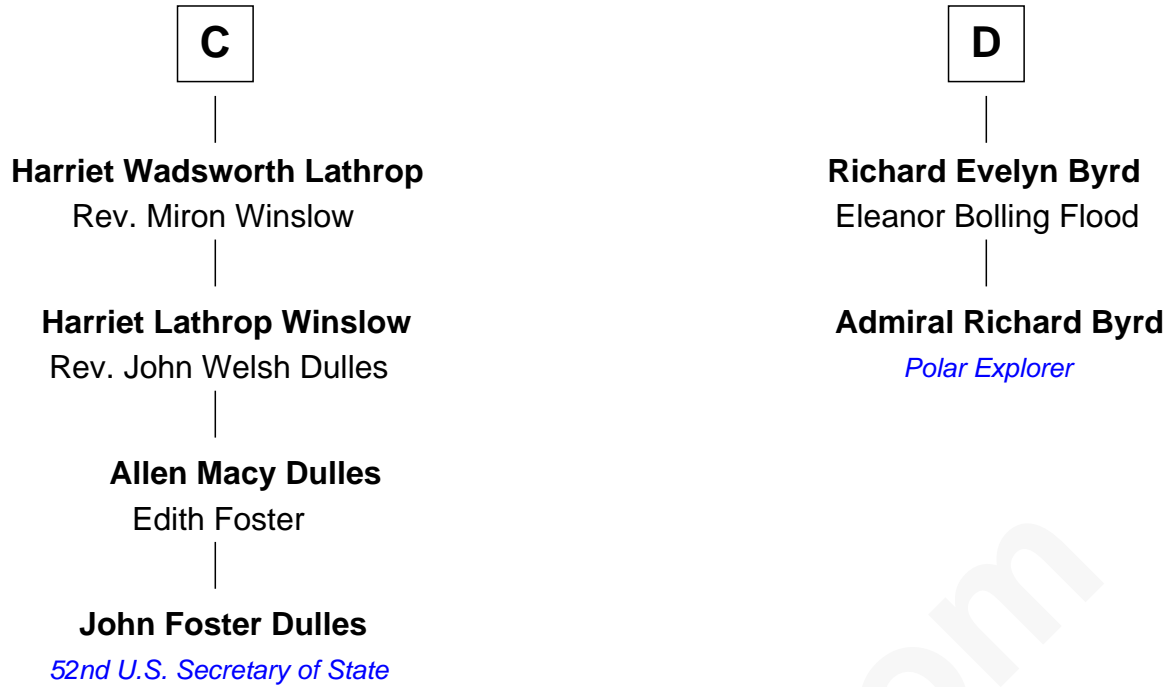 C
Harriet Wadsworth Lathrop
Rev. Miron Winslow
Harriet Lathrop Winslow
Rev. John Welsh Dulles
Allen Macy Dulles
Edith Foster
John Foster Dulles
52nd U.S. Secretary of State
D
Richard Evelyn Byrd
Eleanor Bolling Flood
Admiral Richard Byrd
Polar Explorer
om